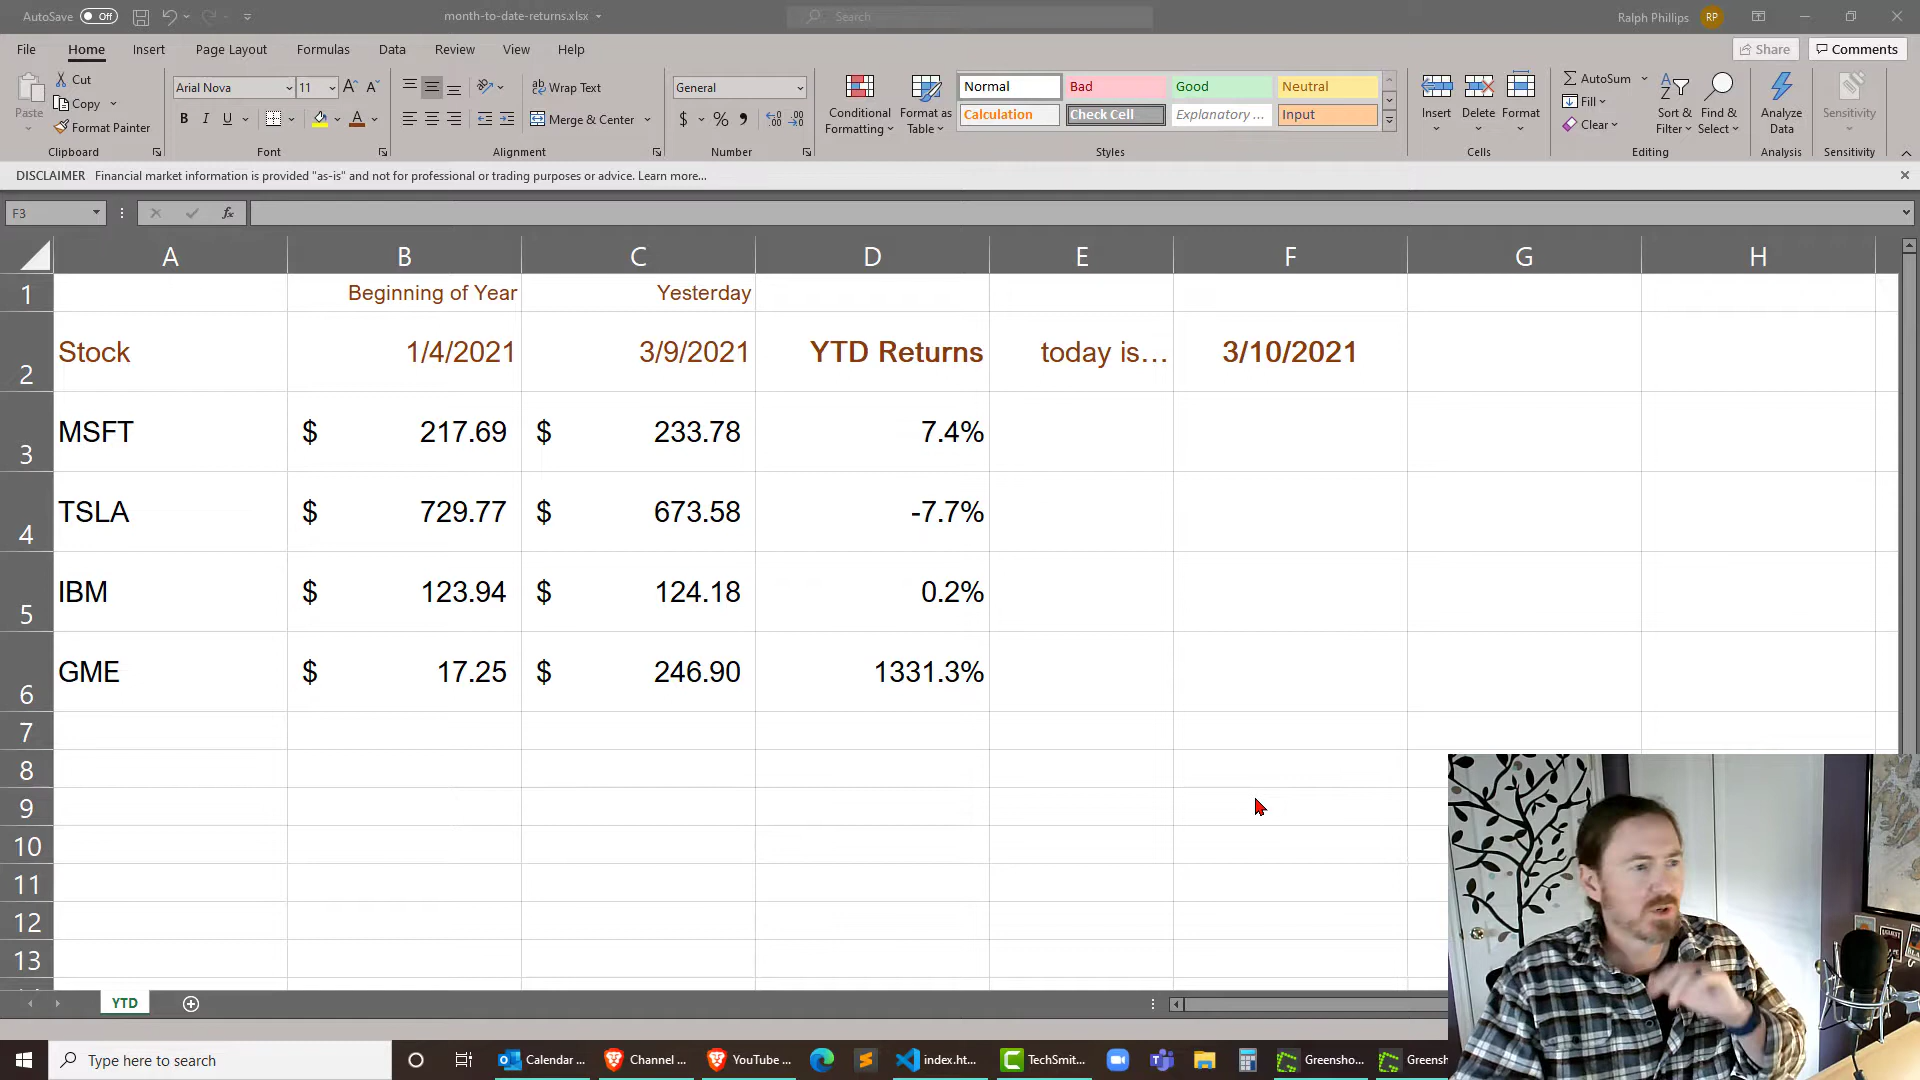 AutoSave Off month-to-date-returns.xlsx Search Ralph Phillips RP
File Home Insert Page Layout Formulas Data Review View Help Share Comments
Cut
Copy
Format Painter
Paste
Clipboard
Arial Nova 11
B I U
Font
Wrap Text
Merge & Center
Alignment
General
$ % 9
Number
Conditional Formatting
Format as Table
Normal Bad Good Neutral
Calculation Check Cell Explanatory ... Input
Styles
Insert Delete Format
Cells
AutoSum
Fill
Clear
Sort & Filter
Find & Select
Editing
Analyze Data
Analysis
Sensitivity
Sensitivity
DISCLAIMER Financial market information is provided "as-is" and not for professional or trading purposes or advice. Learn more...
F3 fx
A B C D E F G H
1 Beginning of Year Yesterday
2 Stock 1/4/2021 3/9/2021 YTD Returns today is... 3/10/2021
3 MSFT $ 217.69 $ 233.78 7.4%
4 TSLA $ 729.77 $ 673.58 -7.7%
5 IBM $ 123.94 $ 124.18 0.2%
6 GME $ 17.25 $ 246.90 1331.3%
7
8
9
10
11
12
13
YTD
Type here to search Calendar ... Channel ... YouTube ... index.ht... TechSmit... Greensho... Greensh